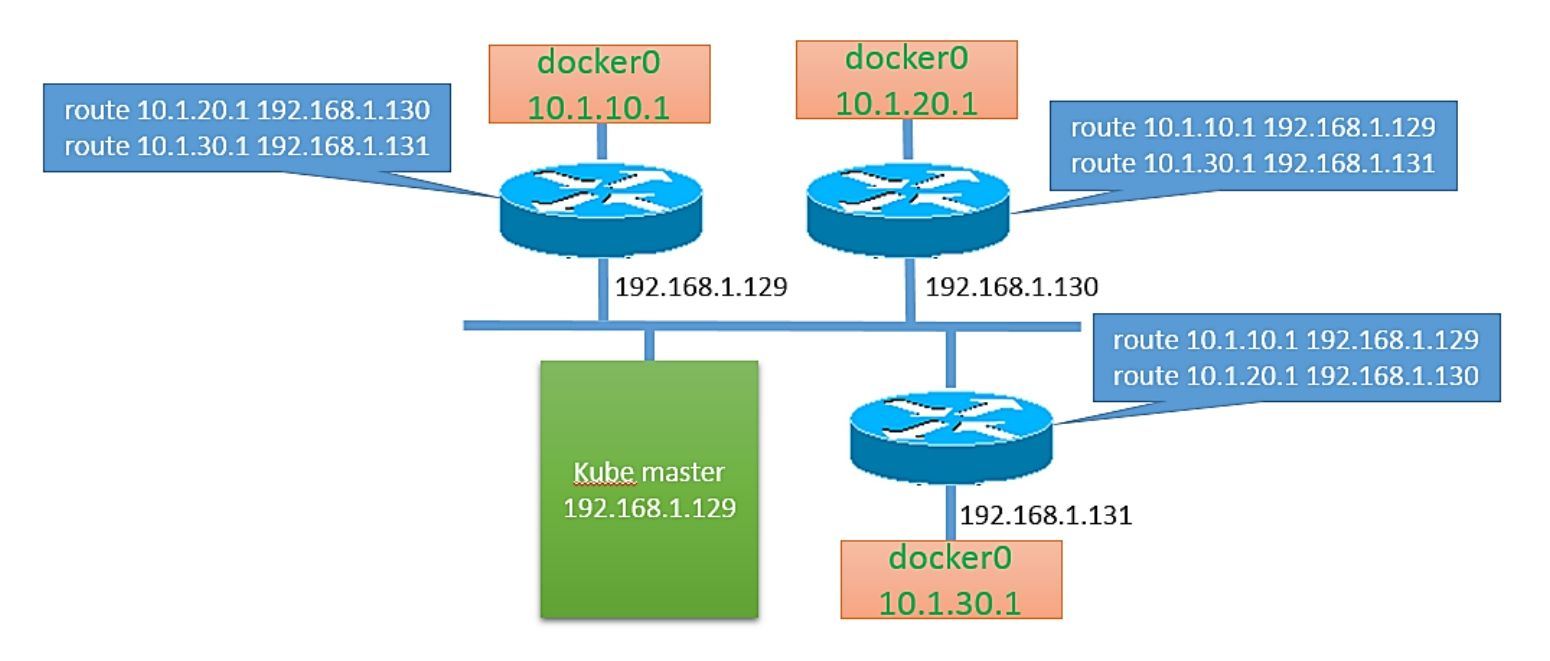 docker0
10.1.10.1
docker0
10.1.20.1
route 10.1.20.1 192.168.1.130
route 10.1.30.1 192.168.1.131
route 10.1.10.1 192.168.1.129
route 10.1.30.1 192.168.1.131
192.168.1.129
192.168.1.130
route 10.1.10.1 192.168.1.129
route 10.1.20.1 192.168.1.130
Kube master
192.168.1.129
192.168.1.131
docker0
10.1.30.1